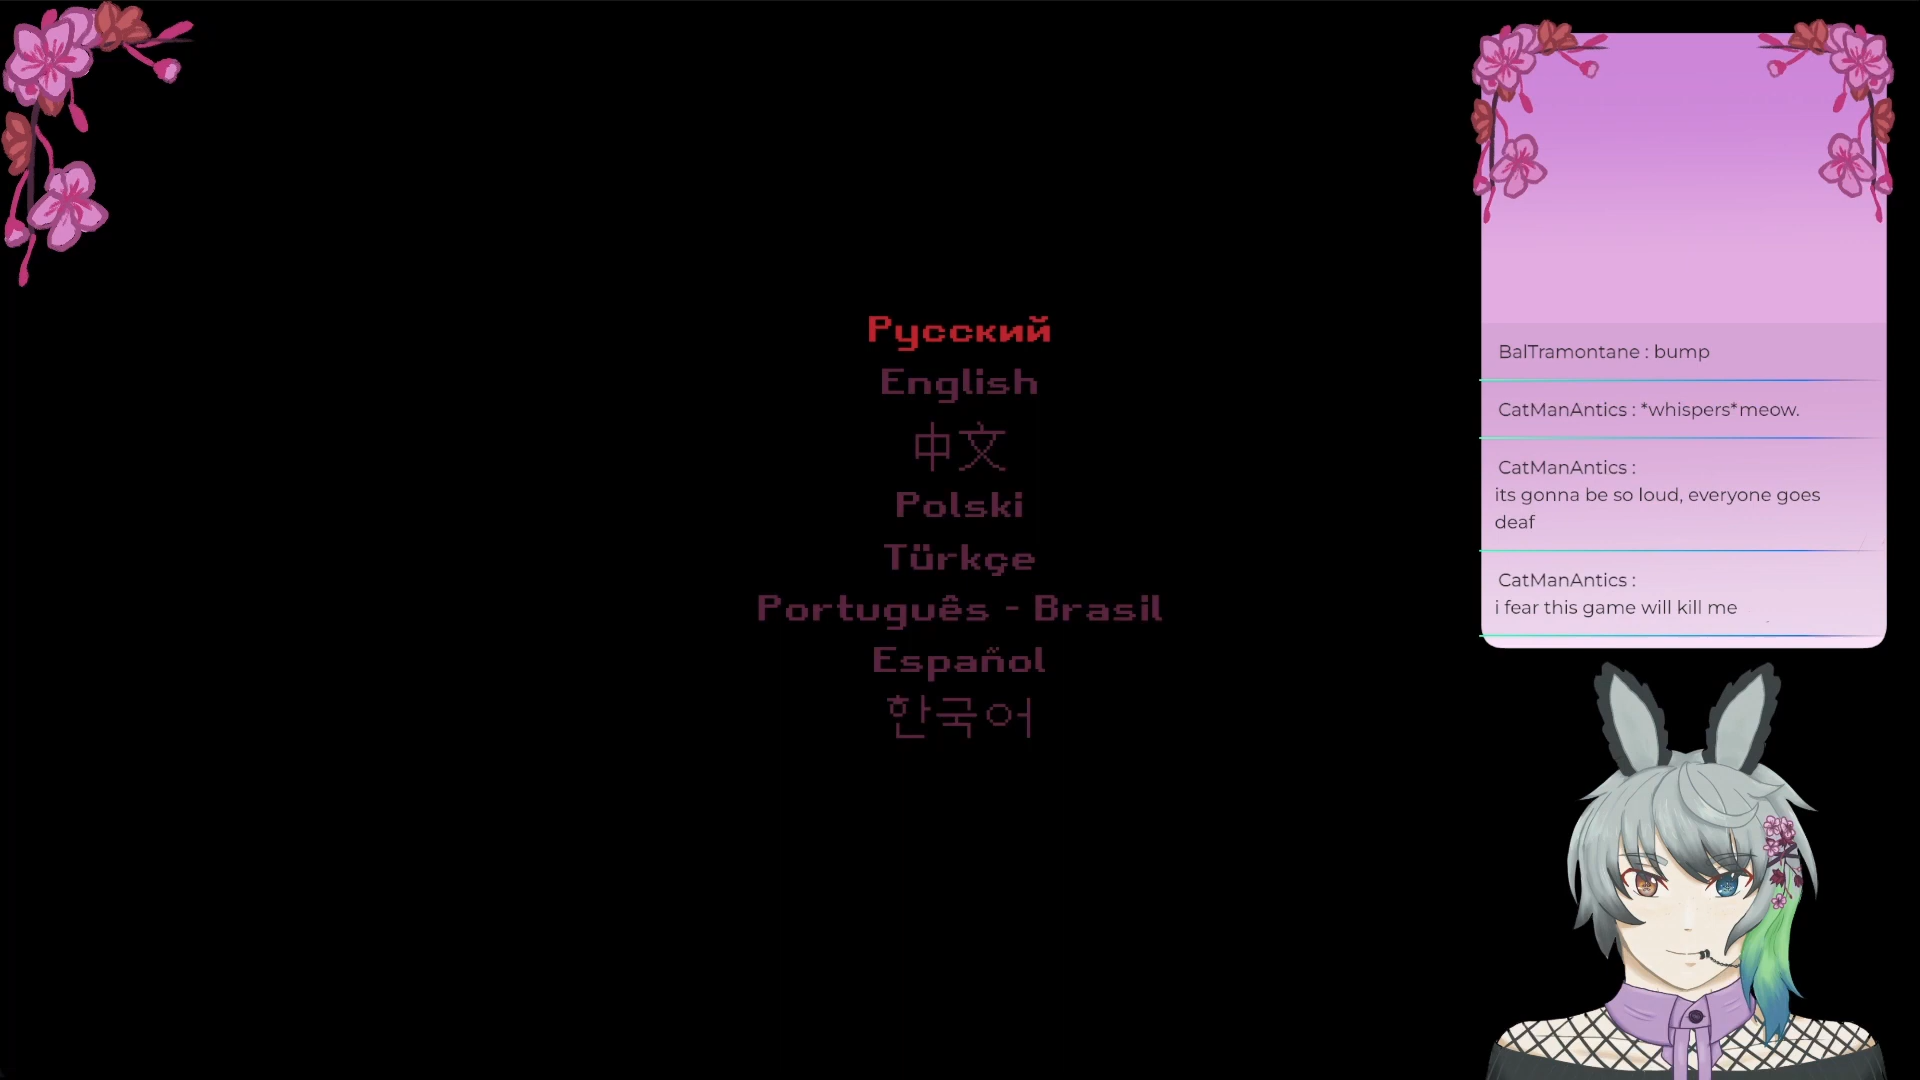 Русский
English
中文
Polski
Türkçe
Português - Brasil
Español
한국어
BalTramontane : bump
CatManAntics : *whispers*meow.
CatManAntics :
its gonna be so loud, everyone goes
deaf
CatManAntics :
i fear this game will kill me